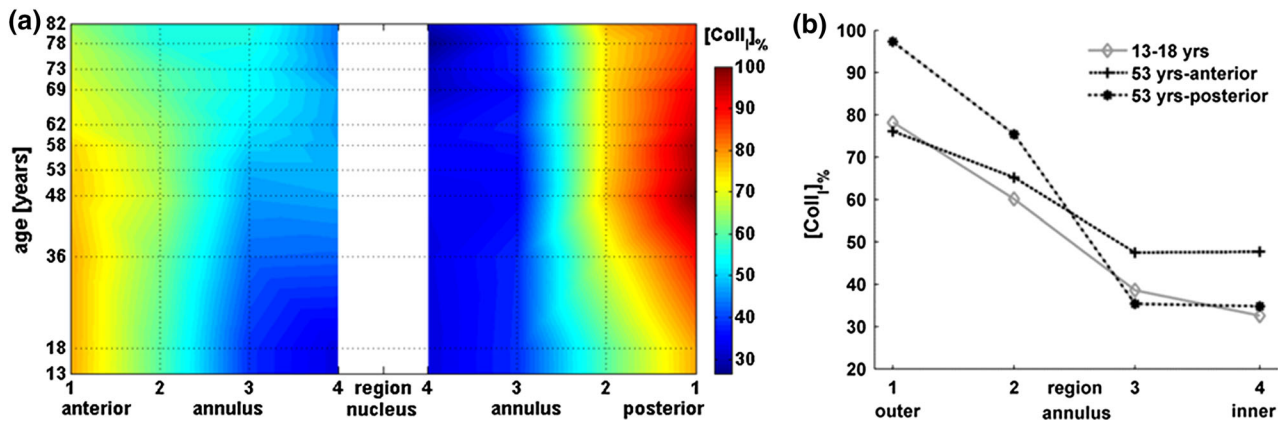 (a)
82
78
73
69
62
58
53
48
36
18
13
age [years]
1 2 3 4 region 4 3 2 1
anterior annulus nucleus annulus posterior
[Coll_I]%
100
90
80
70
60
50
40
30
(b)
100
90
80
70
60
50
40
30
20
[Coll_I]%
13-18 yrs
53 yrs-anterior
53 yrs-posterior
1 2 region 3 4
outer annulus inner